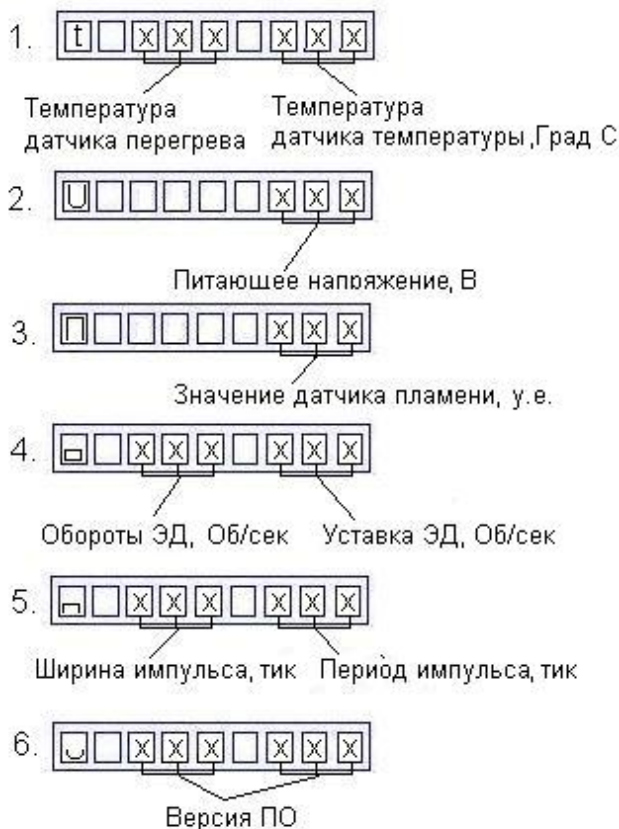 1. t X X X X X X
Температура датчика перегрева
Температура датчика температуры,Град С
2. U X X X
Питающее напряжение, В
3. П X X X
Значение датчика пламени, у.е.
4. X X X X X X
Обороты ЭД, Об/сек Уставка ЭД, Об/сек
5. X X X X X X
Ширина импульса, тик Период импульса, тик
6. X X X X X X
Версия ПО